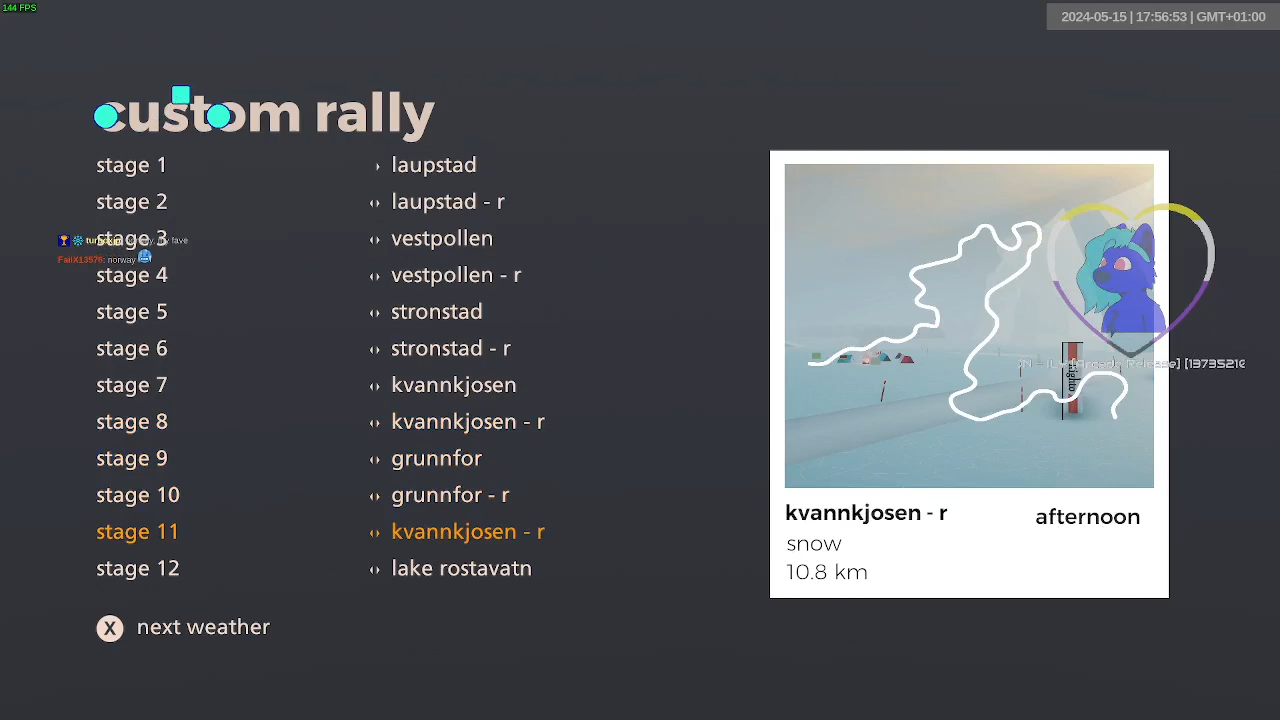 144 FPS
2024-05-15 | 17:56:53 | GMT+01:00
custom rally
stage 1 laupstad
stage 2 laupstad - r
stage 3 vestpollen
stage 4 vestpollen - r
stage 5 stronstad
stage 6 stronstad - r
stage 7 kvannkjosen
stage 8 kvannkjosen - r
stage 9 grunnfor
stage 10 grunnfor - r
stage 11 kvannkjosen - r
stage 12 lake rostavatn
X next weather
fave
FailX13576: norway
kvannkjosen - r
afternoon
snow
10.8 km